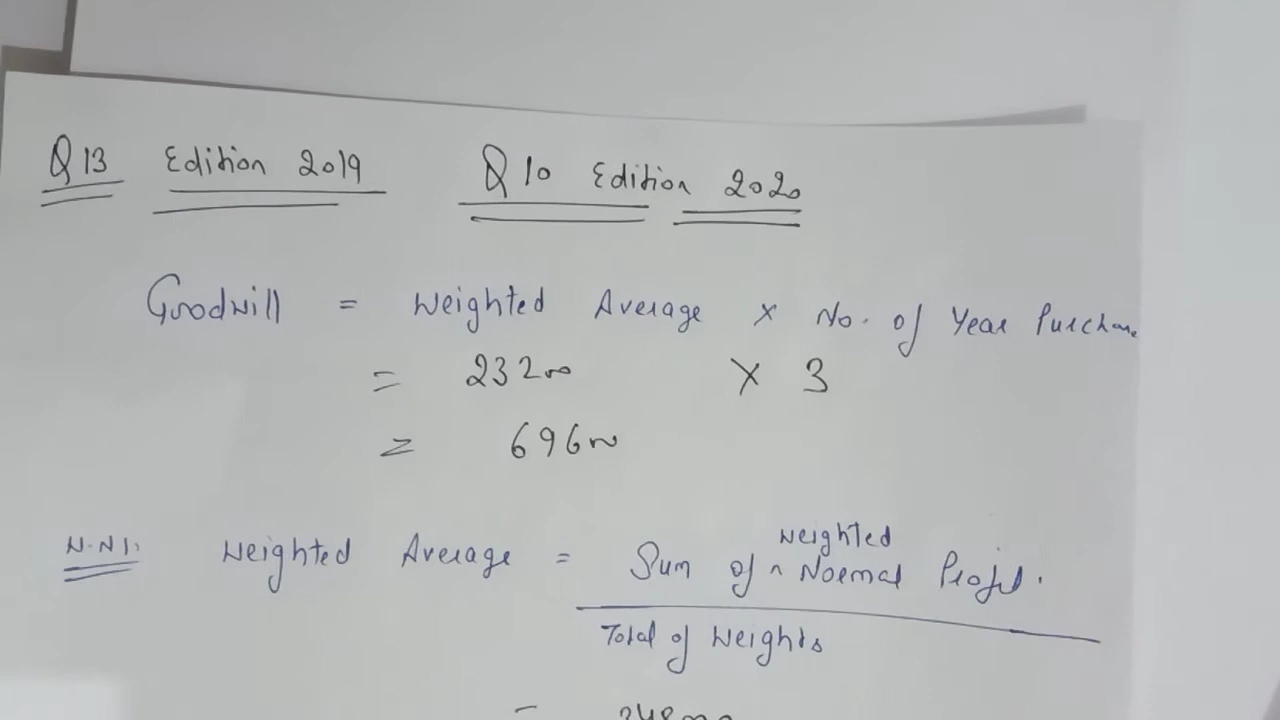 Q13 Edition 2019 Q10 Edition 2020
Goodwill = Weighted Average × No. of Year Purchase
= 23200 × 3
= 69600
W.N1. Weighted Average = Sum of ^ Normal Profit.
weighted
Total of Weights
=